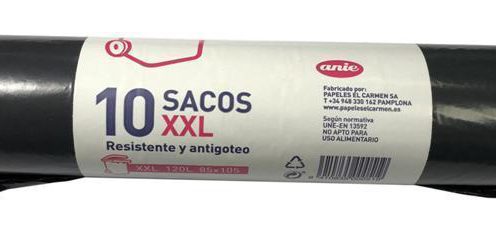 anie
10 SACOS
XXL
Resistente y antigoteo
XXL 120L 85x105
Fabricado por:
PAPELES EL CARMEN SA
T +34 948 330 162 PAMPLONA
www.papeleselcarmen.es
Según normativa
UNE-EN 13592
NO APTO PARA
USO ALIMENTARIO